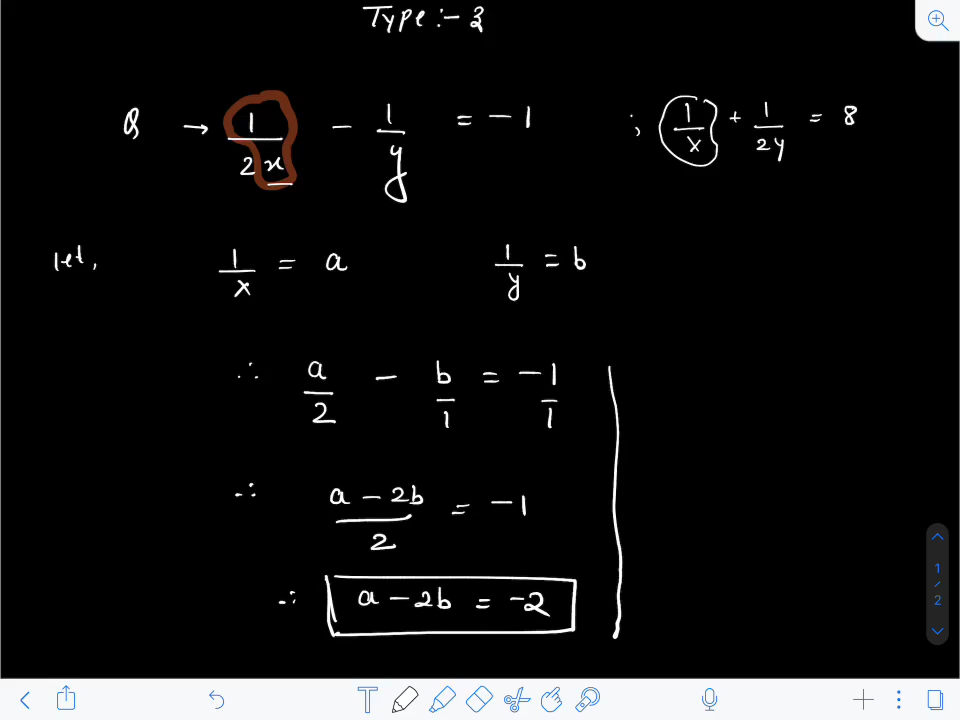 Type :- 3
Q → 1/2x - 1/y = -1 ; 1/x + 1/2y = 8
let, 1/x = a 1/y = b
∴ a/2 - b/1 = -1/1
∴ a - 2b/2 = -1
∴ a - 2b = -2
1/2
T